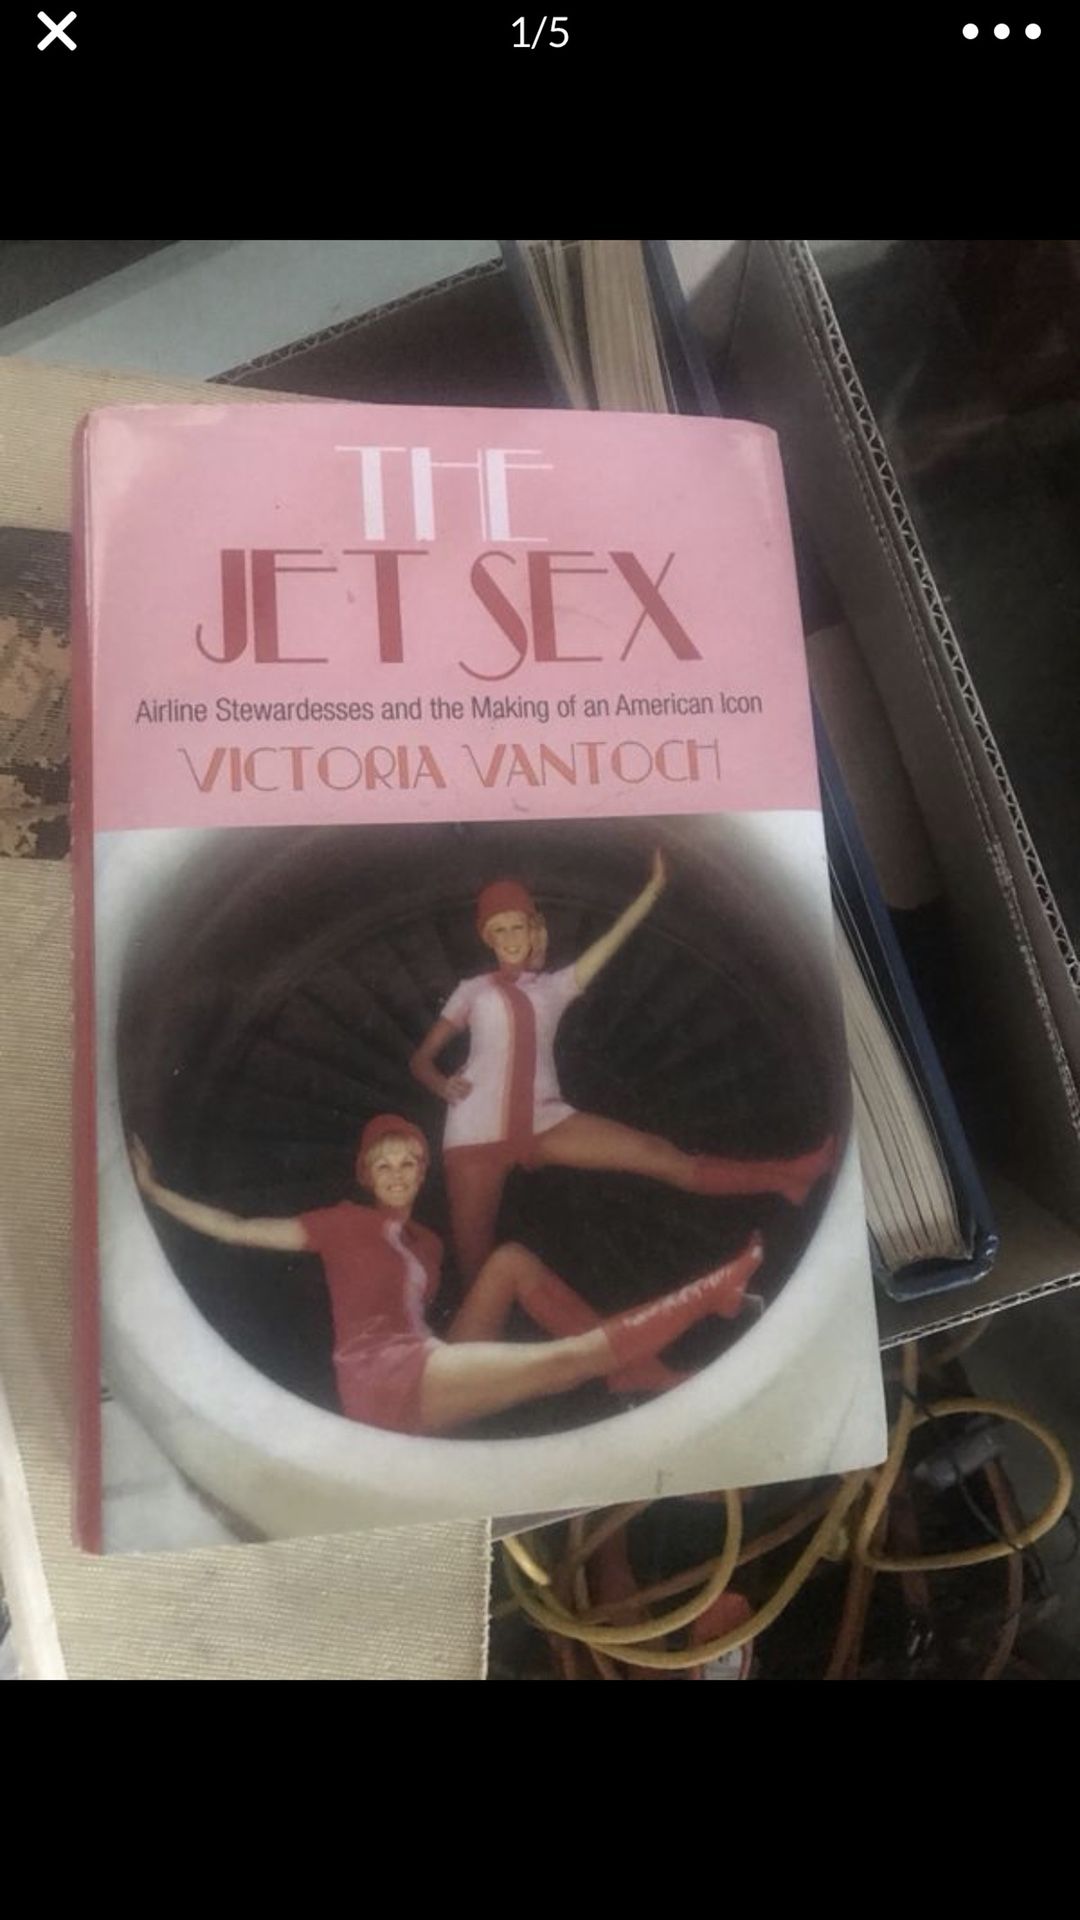 1/5
THE
JET SEX
Airline Stewardesses and the Making of an American Icon
VICTORIA VANTOCH